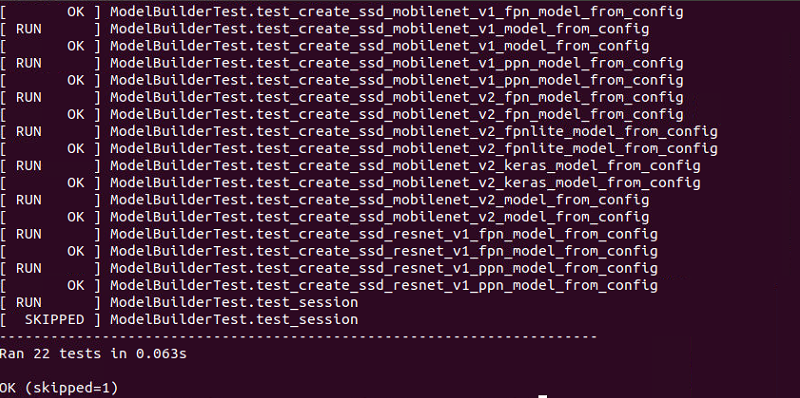 [       OK ] ModelBuilderTest.test_create_ssd_mobilenet_v1_fpn_model_from_config
[ RUN      ] ModelBuilderTest.test_create_ssd_mobilenet_v1_model_from_config
[       OK ] ModelBuilderTest.test_create_ssd_mobilenet_v1_model_from_config
[ RUN      ] ModelBuilderTest.test_create_ssd_mobilenet_v1_ppn_model_from_config
[       OK ] ModelBuilderTest.test_create_ssd_mobilenet_v1_ppn_model_from_config
[ RUN      ] ModelBuilderTest.test_create_ssd_mobilenet_v2_fpn_model_from_config
[       OK ] ModelBuilderTest.test_create_ssd_mobilenet_v2_fpn_model_from_config
[ RUN      ] ModelBuilderTest.test_create_ssd_mobilenet_v2_fpnlite_model_from_config
[       OK ] ModelBuilderTest.test_create_ssd_mobilenet_v2_fpnlite_model_from_config
[ RUN      ] ModelBuilderTest.test_create_ssd_mobilenet_v2_keras_model_from_config
[       OK ] ModelBuilderTest.test_create_ssd_mobilenet_v2_keras_model_from_config
[ RUN      ] ModelBuilderTest.test_create_ssd_mobilenet_v2_model_from_config
[       OK ] ModelBuilderTest.test_create_ssd_mobilenet_v2_model_from_config
[ RUN      ] ModelBuilderTest.test_create_ssd_resnet_v1_fpn_model_from_config
[       OK ] ModelBuilderTest.test_create_ssd_resnet_v1_fpn_model_from_config
[ RUN      ] ModelBuilderTest.test_create_ssd_resnet_v1_ppn_model_from_config
[       OK ] ModelBuilderTest.test_create_ssd_resnet_v1_ppn_model_from_config
[ RUN      ] ModelBuilderTest.test_session
[  SKIPPED ] ModelBuilderTest.test_session
----------------------------------------------------------------------
Ran 22 tests in 0.063s
OK (skipped=1)